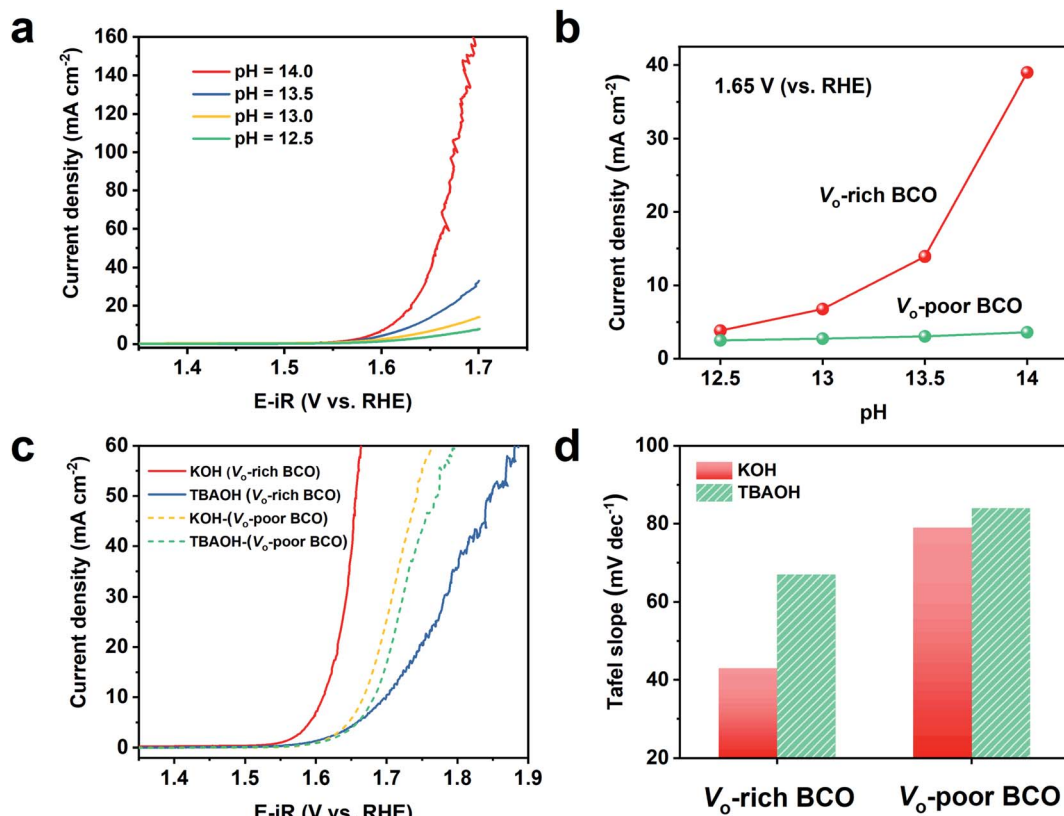 a
160
140
120
100
80
60
40
20
0
Current density (mA cm⁻²)
pH = 14.0
pH = 13.5
pH = 13.0
pH = 12.5
1.4
1.5
1.6
1.7
E-iR (V vs. RHE)
b
40
30
20
10
0
Current density (mA cm⁻²)
1.65 V (vs. RHE)
Vₒ-rich BCO
Vₒ-poor BCO
12.5
13
13.5
14
pH
c
60
50
40
30
20
10
0
Current density (mA cm⁻²)
KOH (Vₒ-rich BCO)
TBAOH (Vₒ-rich BCO)
KOH-(Vₒ-poor BCO)
TBAOH-(Vₒ-poor BCO)
1.4
1.5
1.6
1.7
1.8
1.9
E-iR (V vs. RHE)
d
100
80
60
40
20
Tafel slope (mV dec⁻¹)
KOH
TBAOH
Vₒ-rich BCO
Vₒ-poor BCO